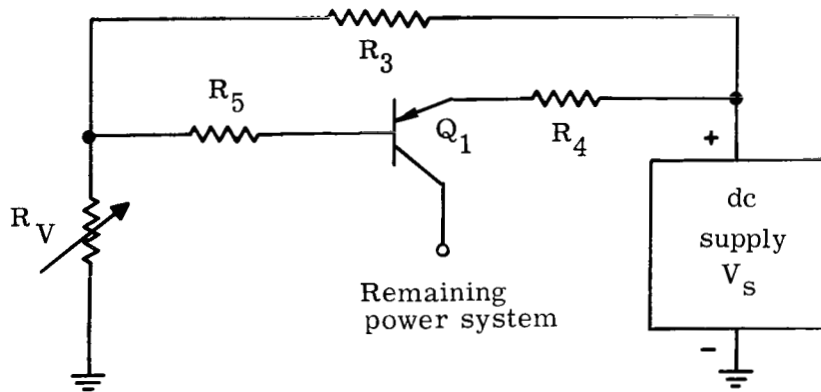 R3
R5
Q1
R4
+
RV
dc
supply
Vs
Remaining
power system
-